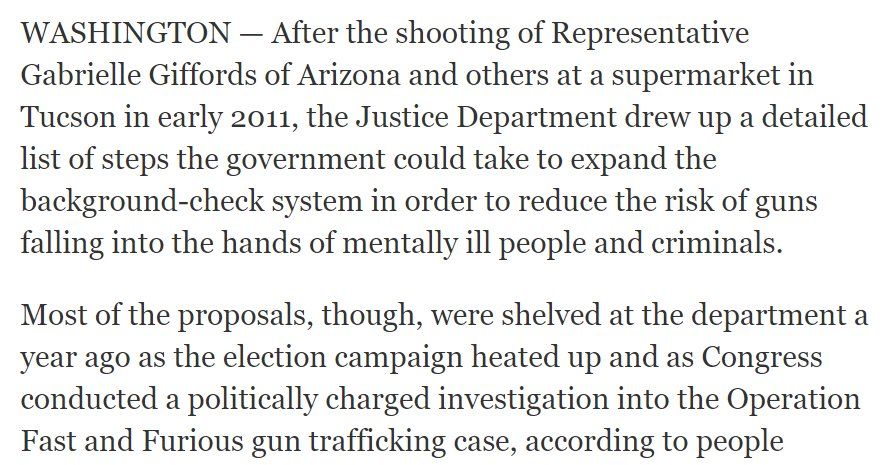 WASHINGTON — After the shooting of Representative
Gabrielle Giffords of Arizona and others at a supermarket in
Tucson in early 2011, the Justice Department drew up a detailed
list of steps the government could take to expand the
background-check system in order to reduce the risk of guns
falling into the hands of mentally ill people and criminals.
Most of the proposals, though, were shelved at the department a
year ago as the election campaign heated up and as Congress
conducted a politically charged investigation into the Operation
Fast and Furious gun trafficking case, according to people